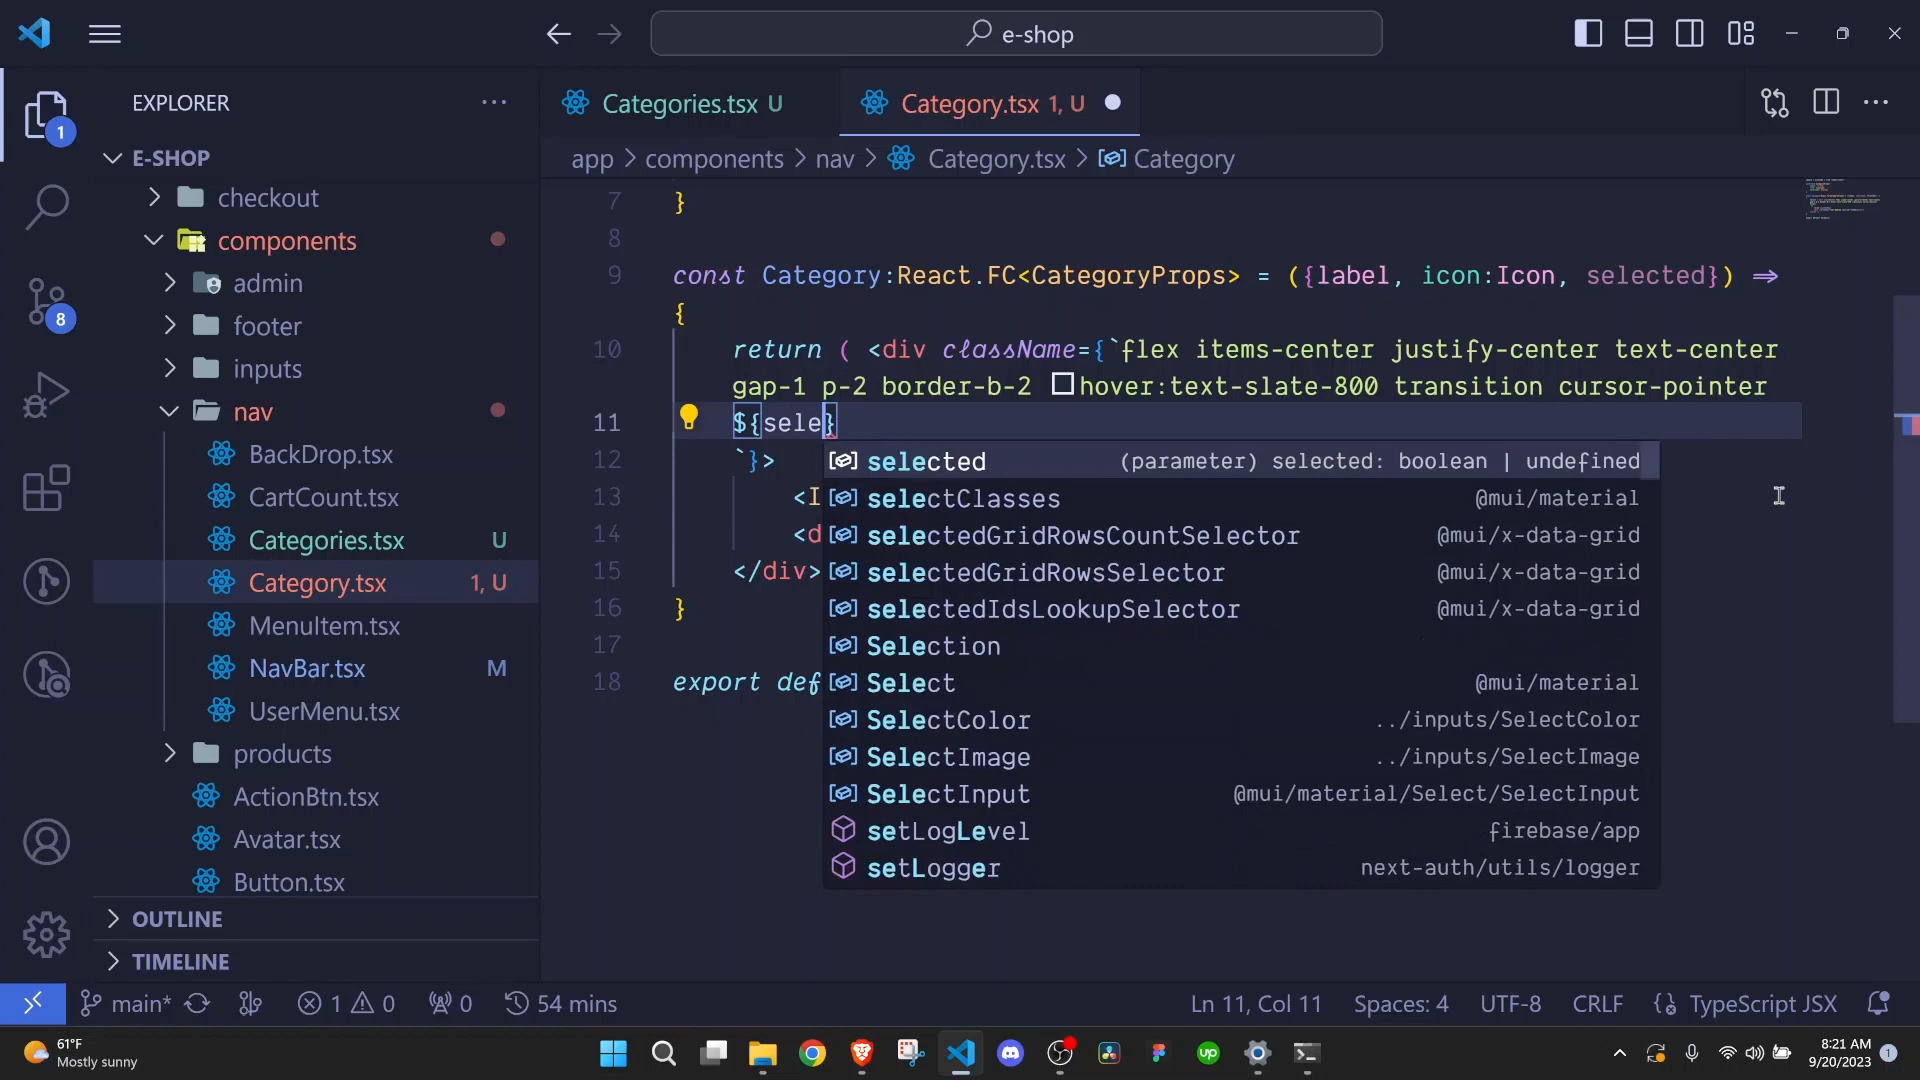 e-shop
EXPLORER
E-SHOP
checkout
components
admin
footer
inputs
nav
BackDrop.tsx
CartCount.tsx
Categories.tsx U
Category.tsx 1, U
MenuItem.tsx
NavBar.tsx M
UserMenu.tsx
products
ActionBtn.tsx
Avatar.tsx
Button.tsx
OUTLINE
TIMELINE
1
8
Categories.tsx U
Category.tsx 1, U
app > components > nav > Category.tsx > Category
7 }
8
9 const Category:React.FC<CategoryProps> = ({label, icon:Icon, selected}) =>
{
10 return ( <div className={`flex items-center justify-center text-center
gap-1 p-2 border-b-2 hover:text-slate-800 transition cursor-pointer
11 ${sele}
12 `}>
13 <I
14 <d
15 </div>
16 }
17
18 export def
selected (parameter) selected: boolean | undefined
selectClasses @mui/material
selectedGridRowsCountSelector @mui/x-data-grid
selectedGridRowsSelector @mui/x-data-grid
selectedIdsLookupSelector @mui/x-data-grid
Selection
Select @mui/material
SelectColor ../inputs/SelectColor
SelectImage ../inputs/SelectImage
SelectInput @mui/material/Select/SelectInput
setLogLevel firebase/app
setLogger next-auth/utils/logger
main* 1 0 0 54 mins Ln 11, Col 11 Spaces: 4 UTF-8 CRLF TypeScript JSX
61°F
Mostly sunny
up
8:21 AM
9/20/2023
1